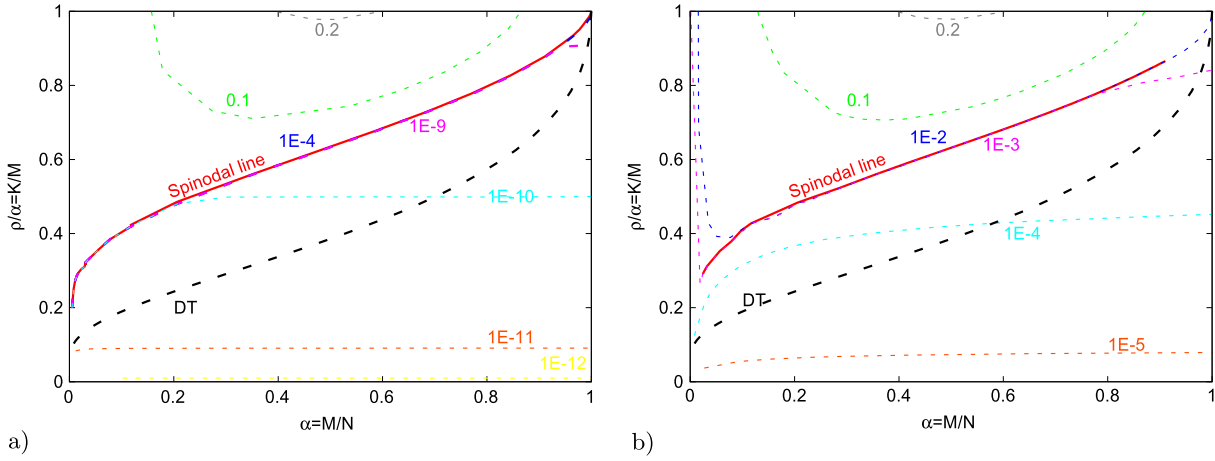 1
0.8
0.6
0.4
0.2
0
ρ/α=K/M
0.2
0.1
1E-4
1E-9
Spinodal line
1E-10
DT
1E-11
1E-12
0 0.2 0.4 0.6 0.8 1
α=M/N
a)
1
0.8
0.6
0.4
0.2
0
ρ/α=K/M
0.2
0.1
1E-2
1E-3
Spinodal line
1E-4
DT
1E-5
0 0.2 0.4 0.6 0.8 1
α=M/N
b)